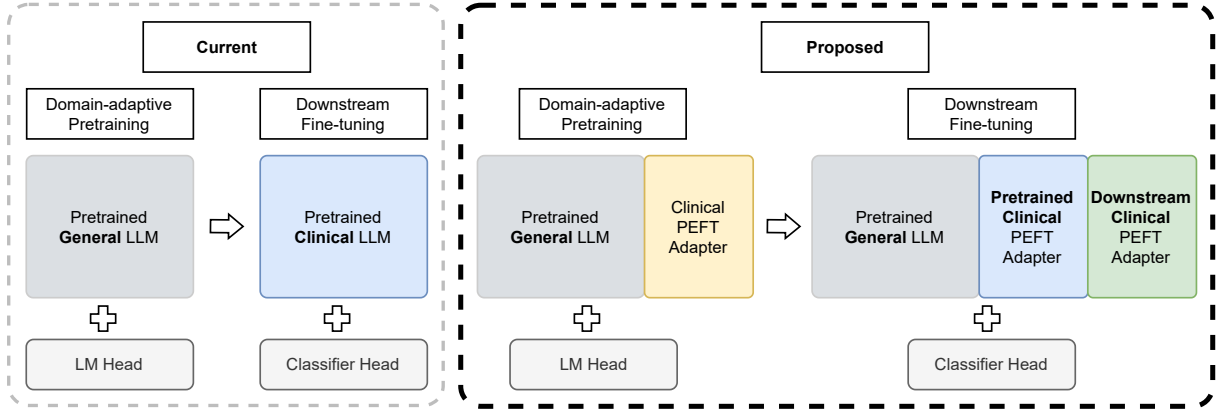 Current
Domain-adaptive
Pretraining
Downstream
Fine-tuning
Pretrained
General LLM
Pretrained
Clinical LLM
LM Head
Classifier Head
Proposed
Domain-adaptive
Pretraining
Downstream
Fine-tuning
Pretrained
General LLM
Clinical
PEFT
Adapter
Pretrained
General LLM
Pretrained
Clinical
PEFT
Adapter
Downstream
Clinical
PEFT
Adapter
LM Head
Classifier Head